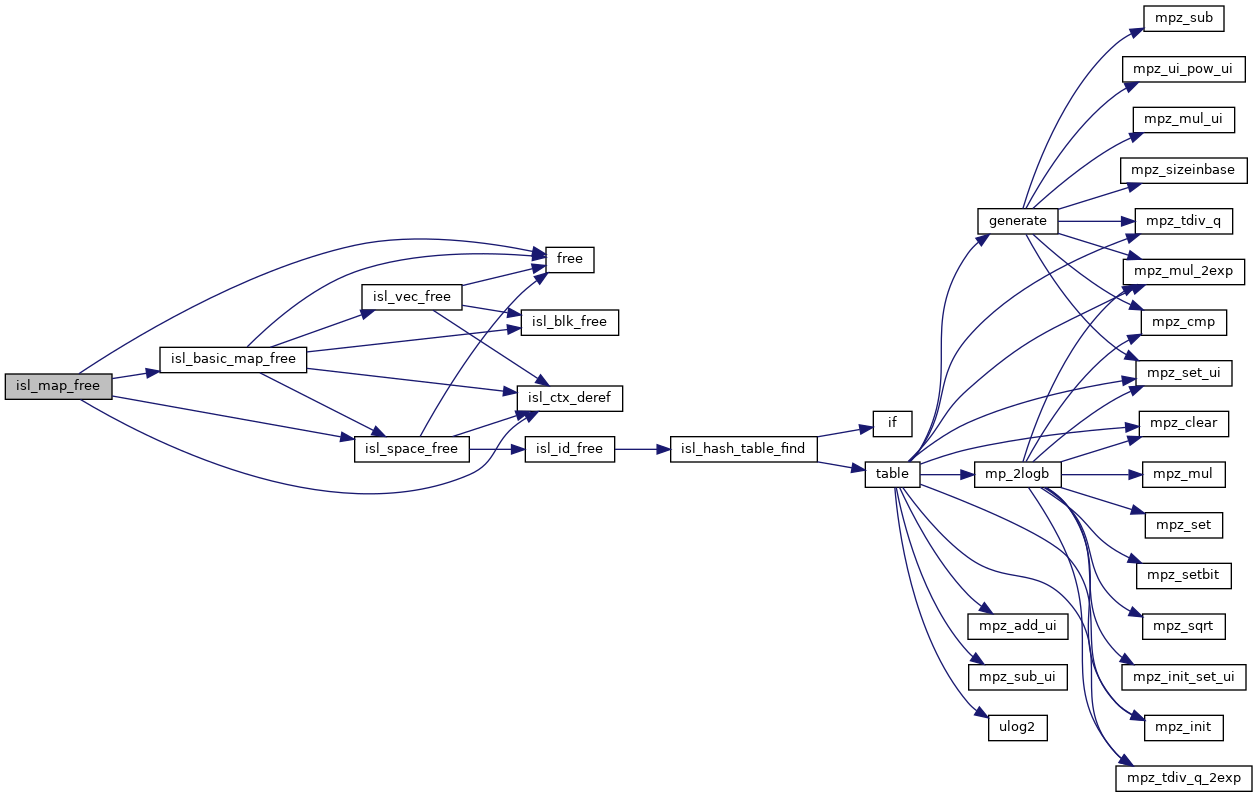 isl_map_free
isl_basic_map_free
isl_vec_free
isl_space_free
free
isl_blk_free
isl_ctx_deref
isl_id_free
isl_hash_table_find
if
table
generate
mp_2logb
mpz_add_ui
mpz_sub_ui
ulog2
mpz_sub
mpz_ui_pow_ui
mpz_mul_ui
mpz_sizeinbase
mpz_tdiv_q
mpz_mul_2exp
mpz_cmp
mpz_set_ui
mpz_clear
mpz_mul
mpz_set
mpz_setbit
mpz_sqrt
mpz_init_set_ui
mpz_init
mpz_tdiv_q_2exp